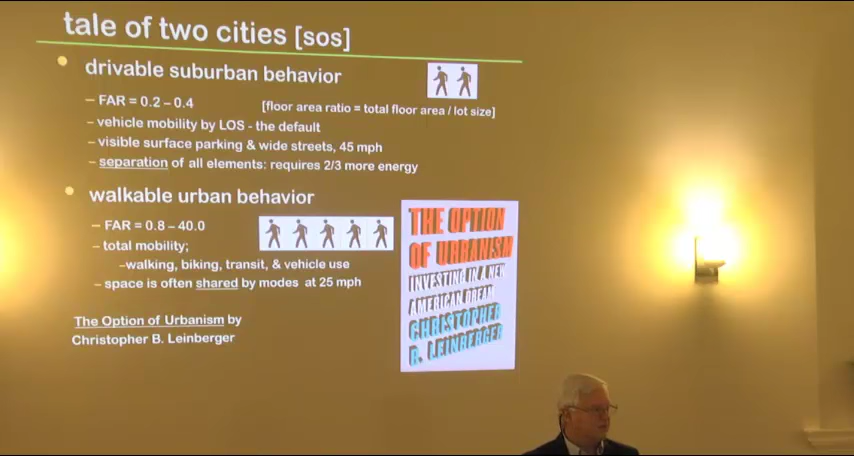 tale of two cities [sos]
drivable suburban behavior
– FAR = 0.2 – 0.4 [floor area ratio = total floor area / lot size]
– vehicle mobility by LOS - the default
– visible surface parking & wide streets, 45 mph
– separation of all elements: requires 2/3 more energy
walkable urban behavior
– FAR = 0.8 – 40.0
– total mobility;
–walking, biking, transit, & vehicle use
– space is often shared by modes at 25 mph
The Option of Urbanism by
Christopher B. Leinberger
THE OPTION
OF URBANISM
INVESTING IN A NEW
AMERICAN DREAM
CHRISTOPHER
B. LEINBERGER